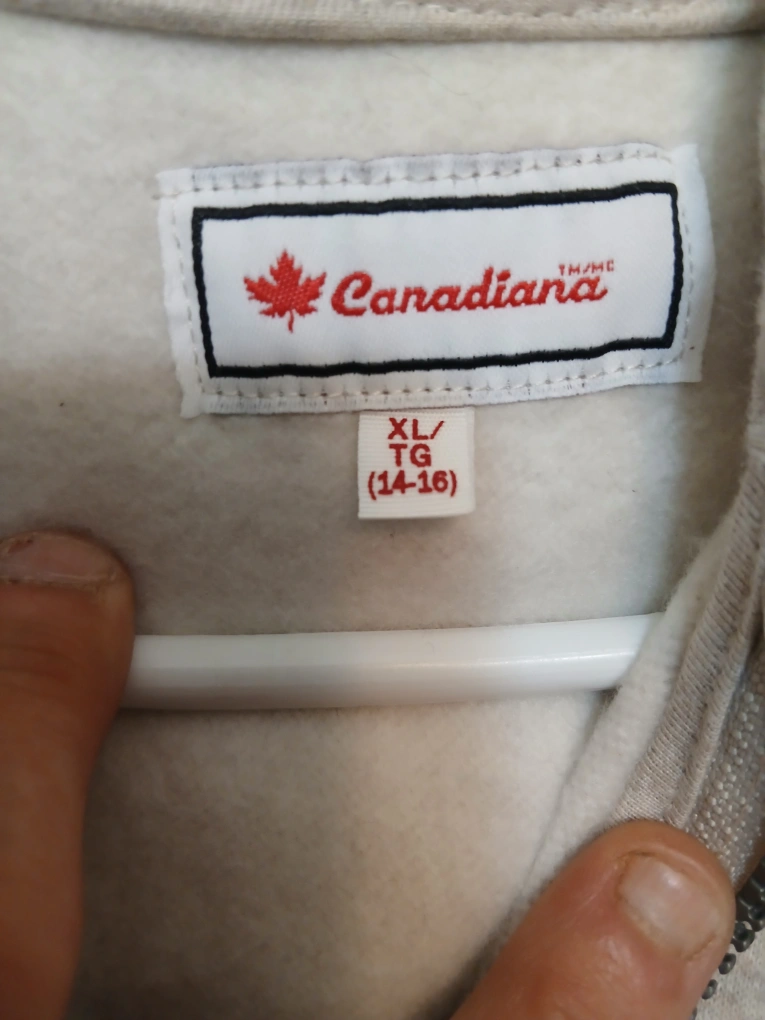 Canadiana TM/MC
XL/
TG
(14-16)